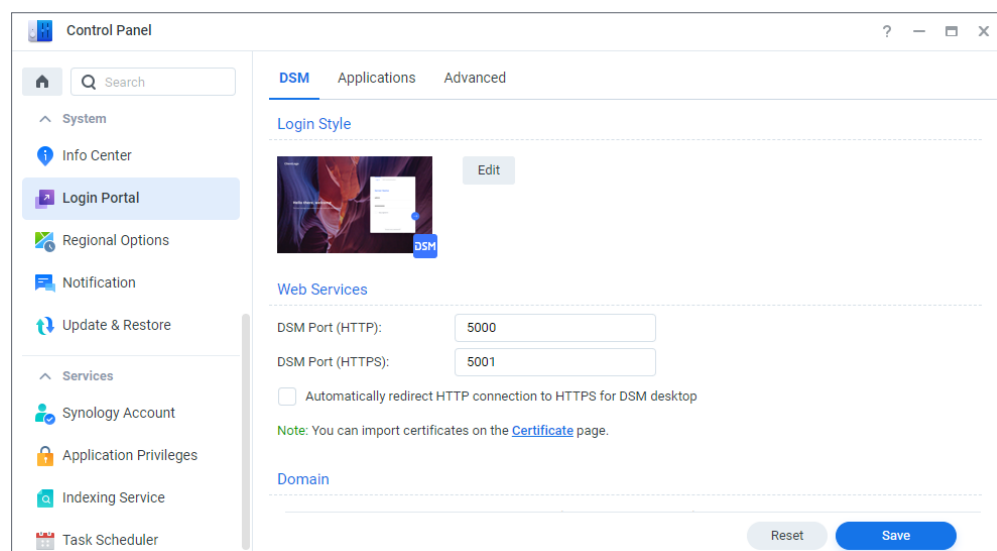 Control Panel
?
Search
System
Info Center
Login Portal
Regional Options
Notification
Update & Restore
Services
Synology Account
Application Privileges
Indexing Service
Task Scheduler
DSM Applications Advanced
Login Style
DSM
Edit
Web Services
DSM Port (HTTP): 5000
DSM Port (HTTPS): 5001
Automatically redirect HTTP connection to HTTPS for DSM desktop
Note: You can import certificates on the Certificate page.
Domain
Reset Save